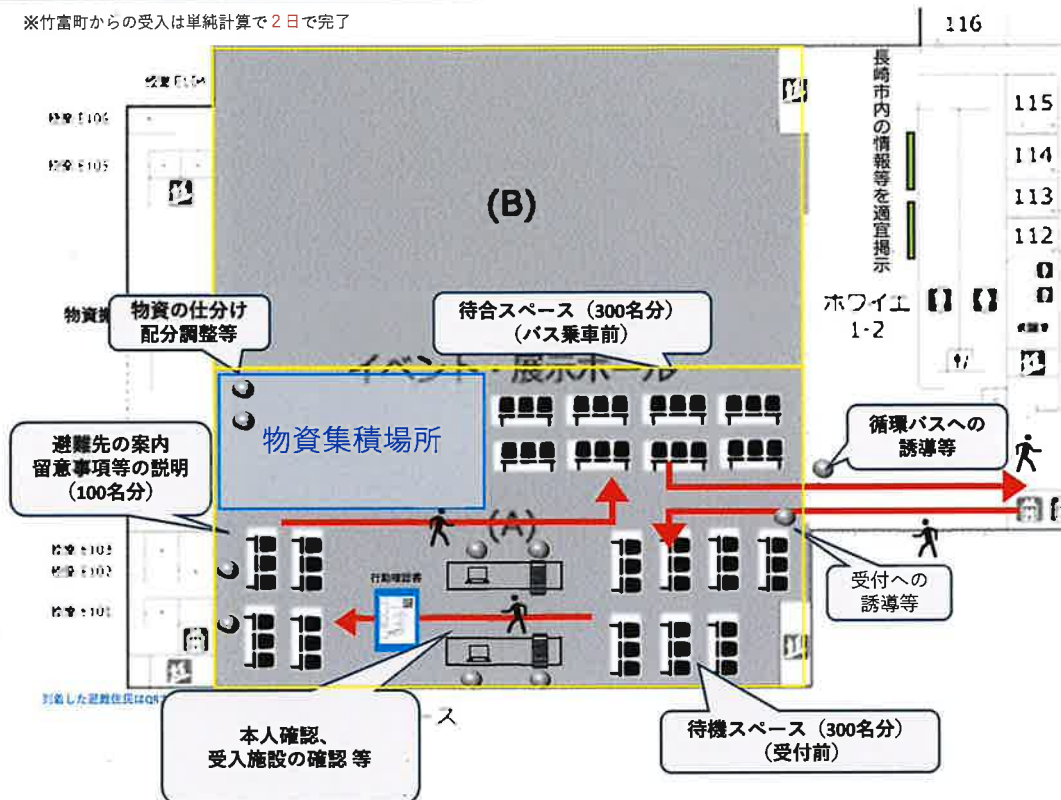 ※竹富町からの受入は単純計算で2日で完了
116
115
114
113
112
長崎市内の情報等を適宜掲示
(B)
物資の仕分け
配分調整等
待合スペース（300名分）
（バス乗車前）
ホワイエ
1-2
イベント・展示ホール
物資集積場所
循環バスへの
誘導等
避難先の案内
留意事項等の説明
（100名分）
(A)
行動確認書
受付への
誘導等
本人確認、
受入施設の確認 等
待機スペース（300名分）
（受付前）